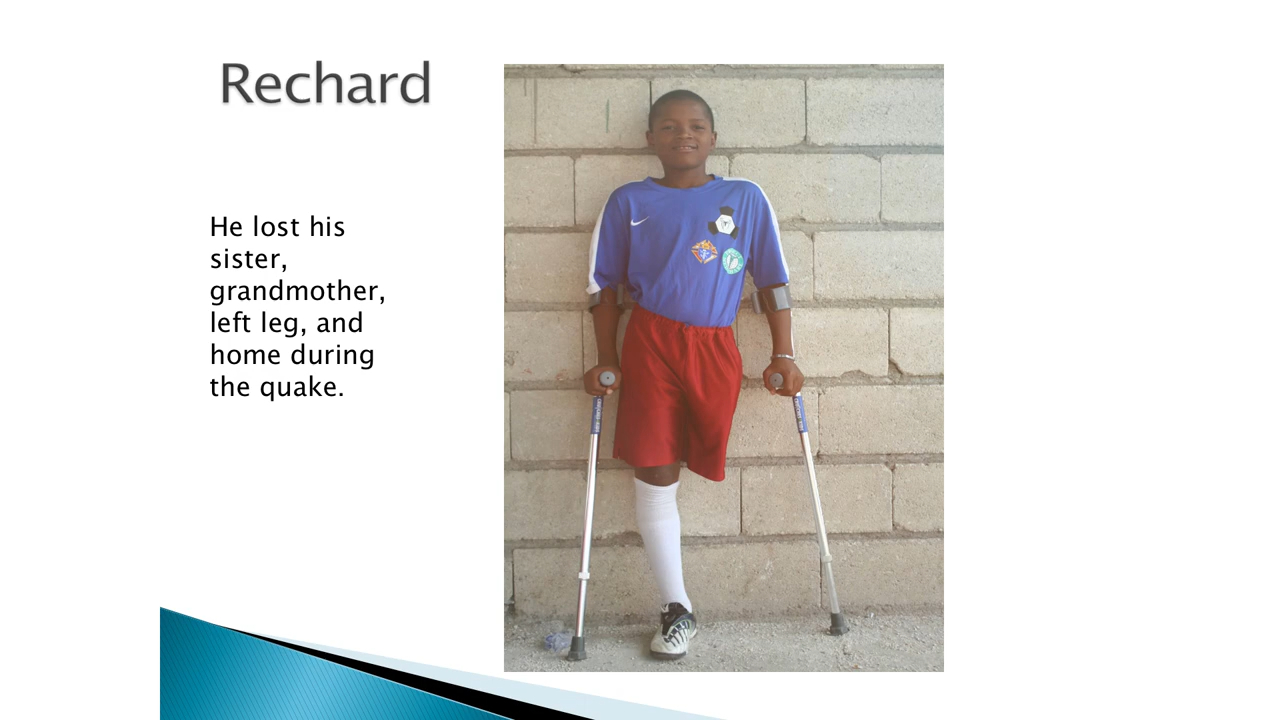 Rechard
He lost his
sister,
grandmother,
left leg, and
home during
the quake.